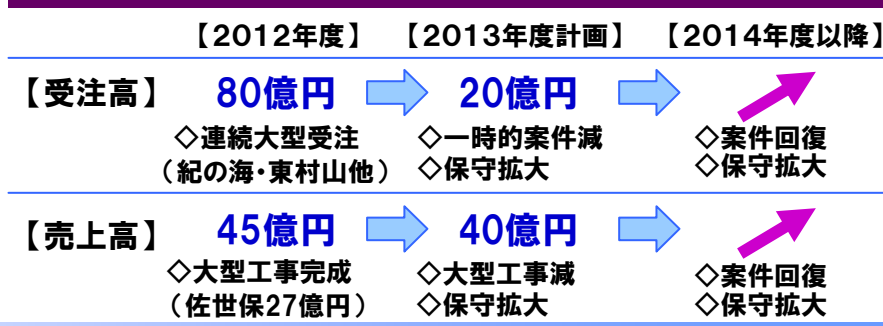 【2012年度】 【2013年度計画】 【2014年度以降】
【受注高】 80億円 20億円
◇連続大型受注 ◇一時的案件減 ◇案件回復
（紀の海・東村山他） ◇保守拡大 ◇保守拡大
【売上高】 45億円 40億円
◇大型工事完成 ◇大型工事減 ◇案件回復
（佐世保27億円） ◇保守拡大 ◇保守拡大